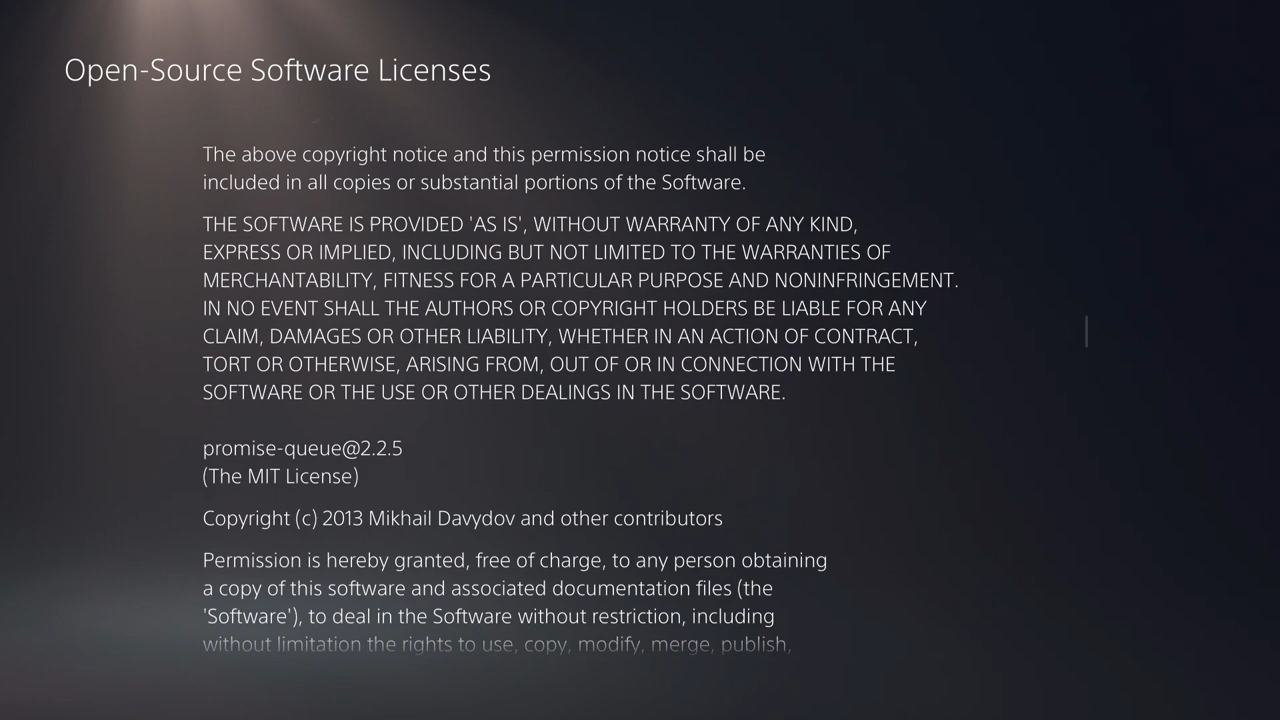 Open-Source Software Licenses
The above copyright notice and this permission notice shall be
included in all copies or substantial portions of the Software.
THE SOFTWARE IS PROVIDED 'AS IS', WITHOUT WARRANTY OF ANY KIND,
EXPRESS OR IMPLIED, INCLUDING BUT NOT LIMITED TO THE WARRANTIES OF
MERCHANTABILITY, FITNESS FOR A PARTICULAR PURPOSE AND NONINFRINGEMENT.
IN NO EVENT SHALL THE AUTHORS OR COPYRIGHT HOLDERS BE LIABLE FOR ANY
CLAIM, DAMAGES OR OTHER LIABILITY, WHETHER IN AN ACTION OF CONTRACT,
TORT OR OTHERWISE, ARISING FROM, OUT OF OR IN CONNECTION WITH THE
SOFTWARE OR THE USE OR OTHER DEALINGS IN THE SOFTWARE.
promise-queue@2.2.5
(The MIT License)
Copyright (c) 2013 Mikhail Davydov and other contributors
Permission is hereby granted, free of charge, to any person obtaining
a copy of this software and associated documentation files (the
'Software'), to deal in the Software without restriction, including
without limitation the rights to use, copy, modify, merge, publish,